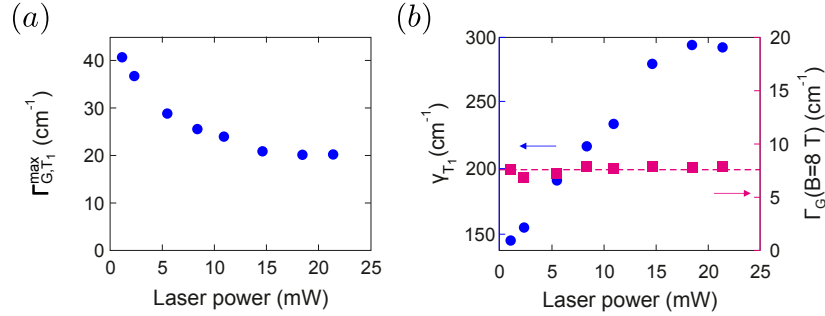 (a)
Γ^max_G,T₁ (cm⁻¹)
40
30
20
10
0
0 5 10 15 20 25
Laser power (mW)
(b)
γ_T₁ (cm⁻¹)
300
250
200
150
20
15
10
5
0
Γ_G(B=8 T) (cm⁻¹)
0 5 10 15 20 25
Laser power (mW)